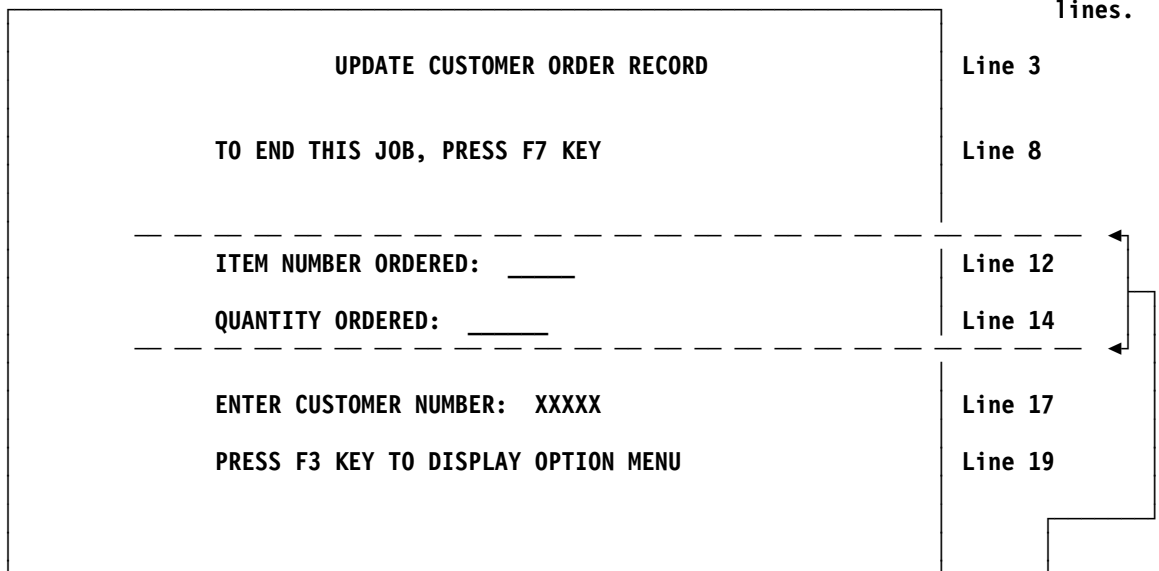 lines.
UPDATE CUSTOMER ORDER RECORD Line 3
TO END THIS JOB, PRESS F7 KEY Line 8
ITEM NUMBER ORDERED: _____ Line 12
QUANTITY ORDERED: ______ Line 14
ENTER CUSTOMER NUMBER: XXXXX Line 17
PRESS F3 KEY TO DISPLAY OPTION MENU Line 19